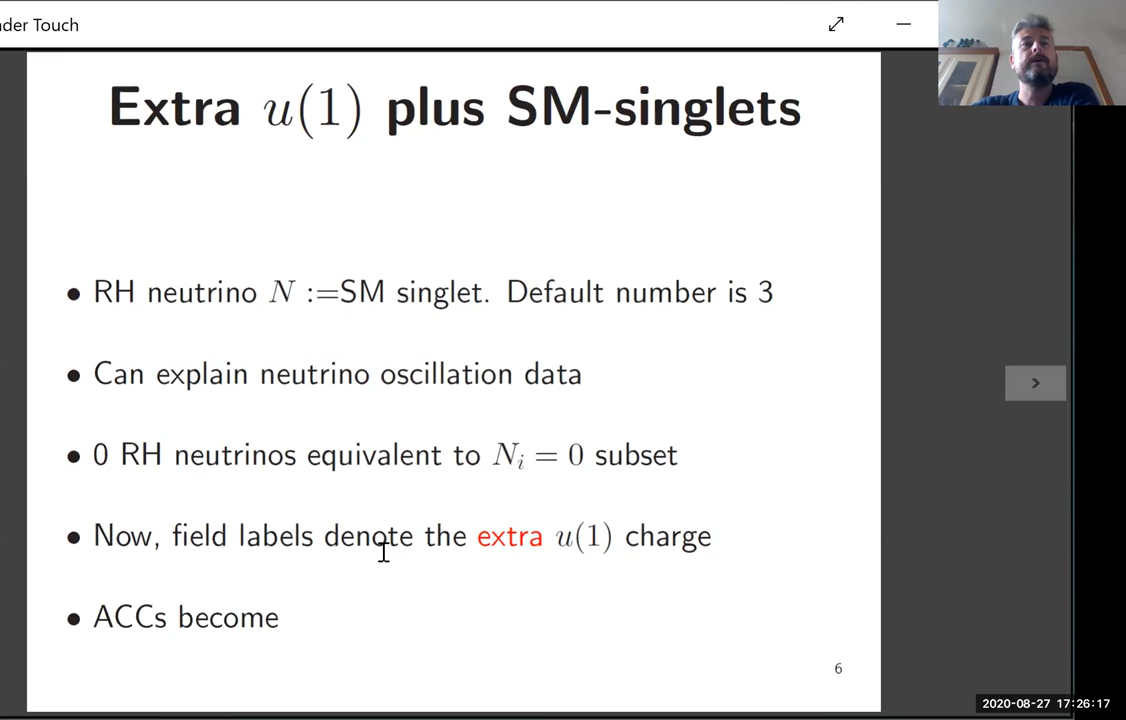 der Touch
Extra u(1) plus SM-singlets
• RH neutrino N :=SM singlet. Default number is 3
• Can explain neutrino oscillation data
• 0 RH neutrinos equivalent to Nᵢ = 0 subset
• Now, field labels denote the extra u(1) charge
• ACCs become
6
2020-08-27 17:26:17